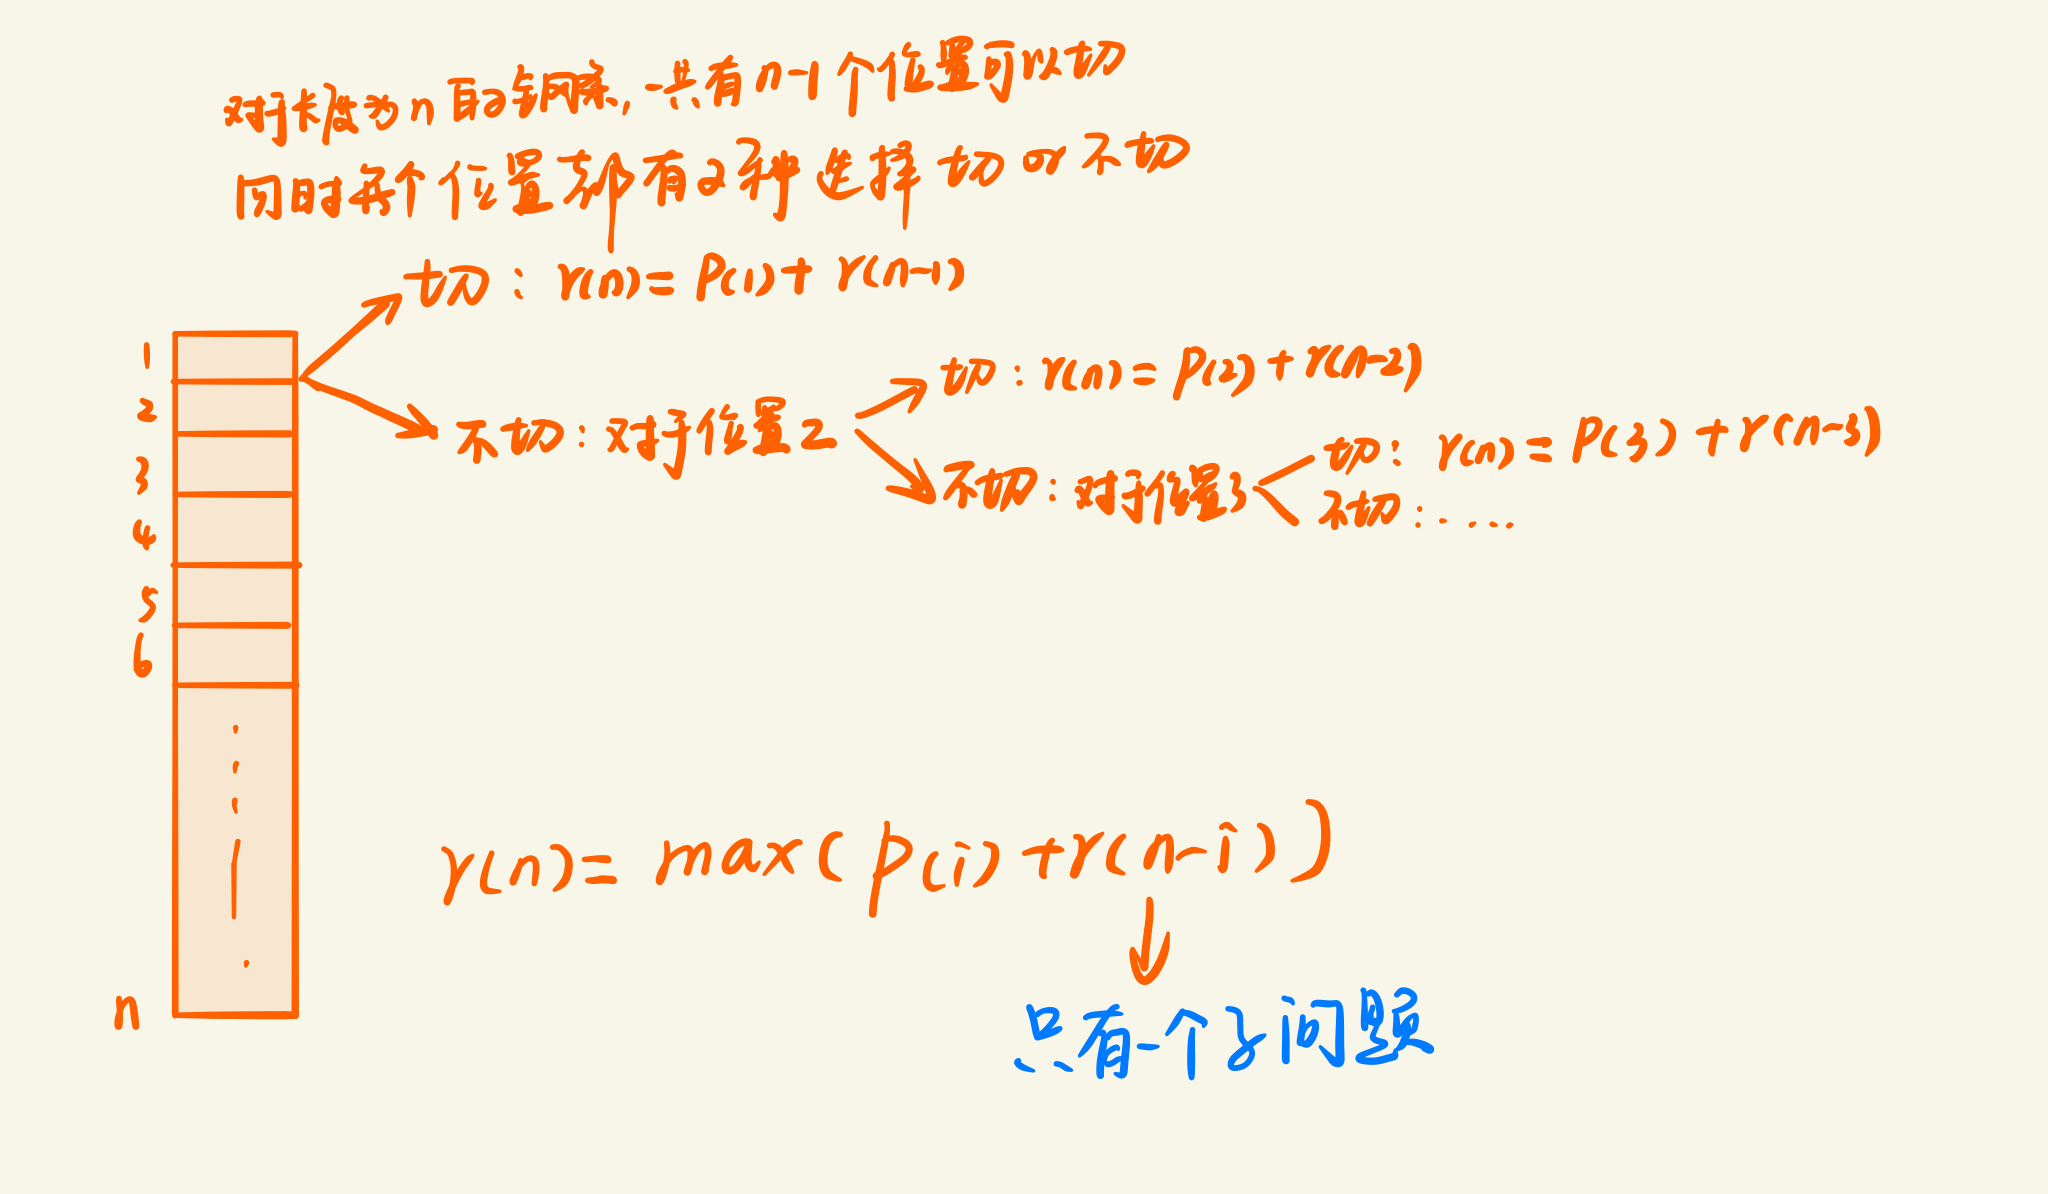 对于长度为n的钢条,一共有n-1个位置可以切
同时每个位置都有2种选择 切 or 不切
切:r(n)=P(1)+r(n-1)
不切:对于位置2
切:r(n)=P(2)+r(n-2)
不切:对于位置3
切:r(n)=P(3)+r(n-3)
不切:.....
1
2
3
4
5
6
n
r(n)=max(p(i)+r(n-i))
只有一个子问题